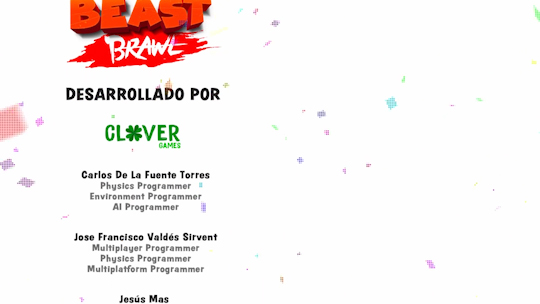 BEAST
BRAWL
DESARROLLADO POR
CLOVER
GAMES
Carlos De La Fuente Torres
Physics Programmer
Environment Programmer
AI Programmer
Jose Francisco Valdés Sirvent
Multiplayer Programmer
Physics Programmer
Multiplatform Programmer
Jesús Mas